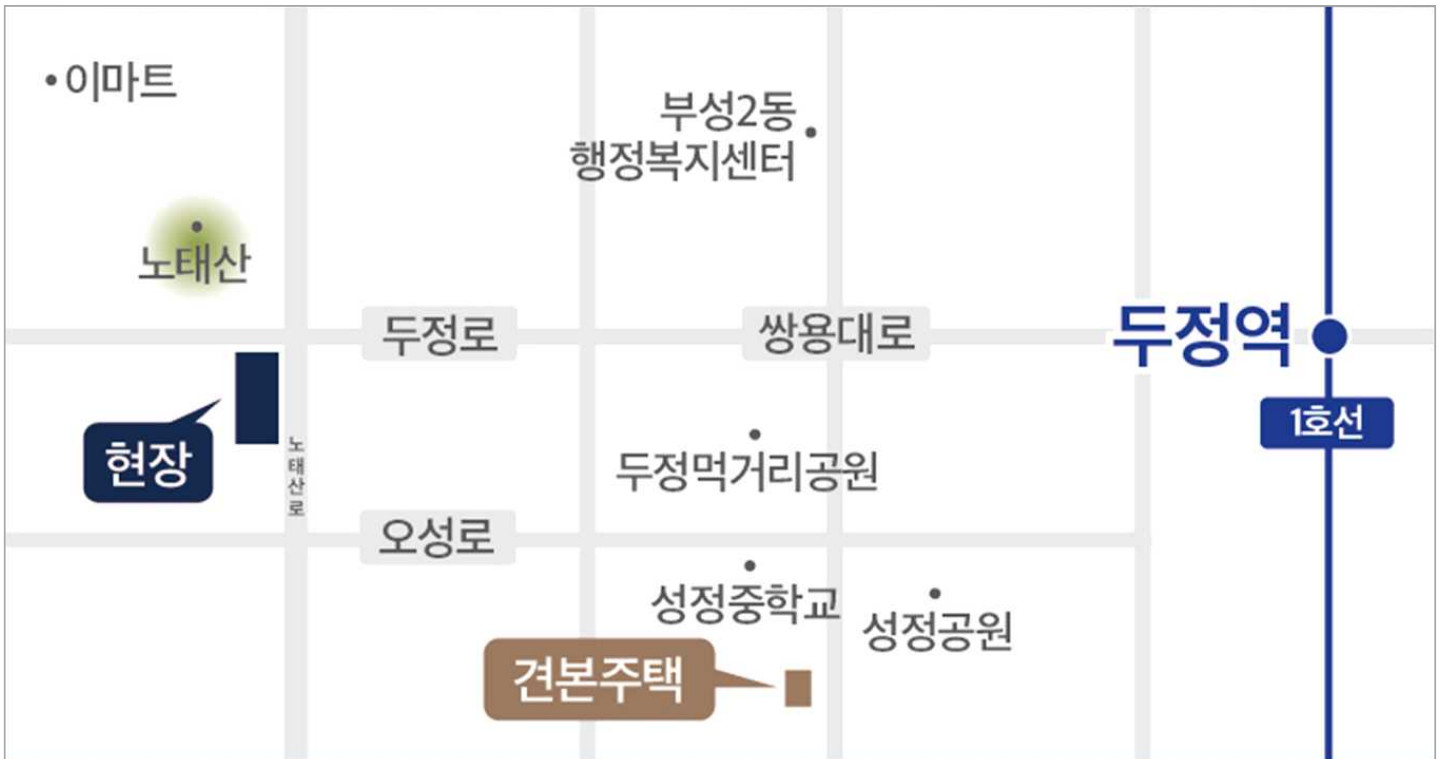 이마트
부성2동
행정복지센터
노태산
두정로
쌍용대로
두정역
1호선
현장
노태산로
두정먹거리공원
오성로
성정중학교
성정공원
견본주택